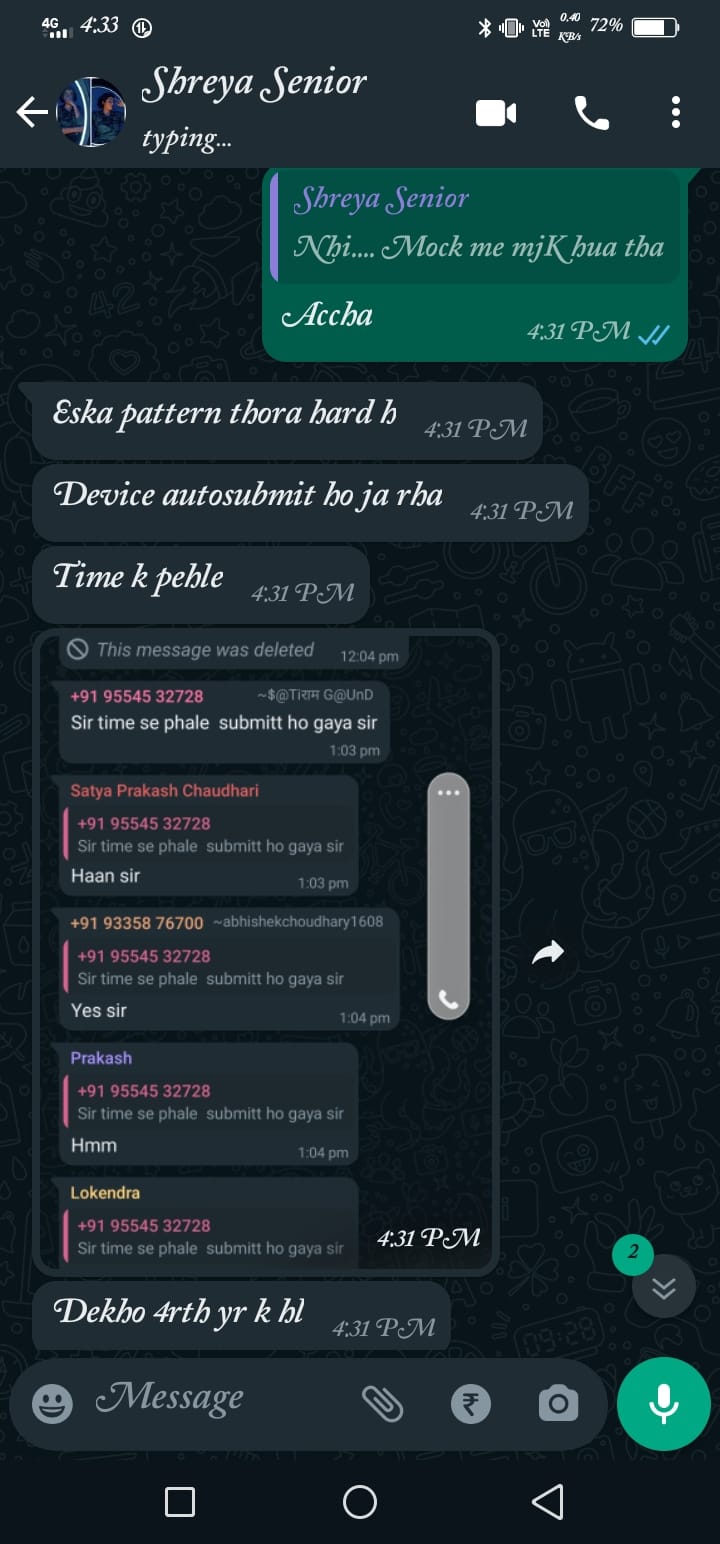 4G 4:33 Vo) LTE 0.40 KB/s 72%
Shreya Senior
typing...
Shreya Senior
Nhi.... Mock me mjK hua tha
Accha
4:31 PM
Eska pattern thora hard h 4:31 PM
Device autosubmit ho ja rha 4:31 PM
Time k pehle 4:31 PM
This message was deleted 12:04 pm
+91 95545 32728 ~$@Tiराम G@UnD
Sir time se phale submitt ho gaya sir
1:03 pm
Satya Prakash Chaudhari
+91 95545 32728
Sir time se phale submitt ho gaya sir
Haan sir 1:03 pm
+91 93358 76700 ~abhishekchoudhary1608
+91 95545 32728
Sir time se phale submitt ho gaya sir
Yes sir 1:04 pm
Prakash
+91 95545 32728
Sir time se phale submitt ho gaya sir
Hmm 1:04 pm
Lokendra
+91 95545 32728
Sir time se phale submitt ho gaya sir
4:31 PM
2
Dekho 4rth yr k hl 4:31 PM
Message